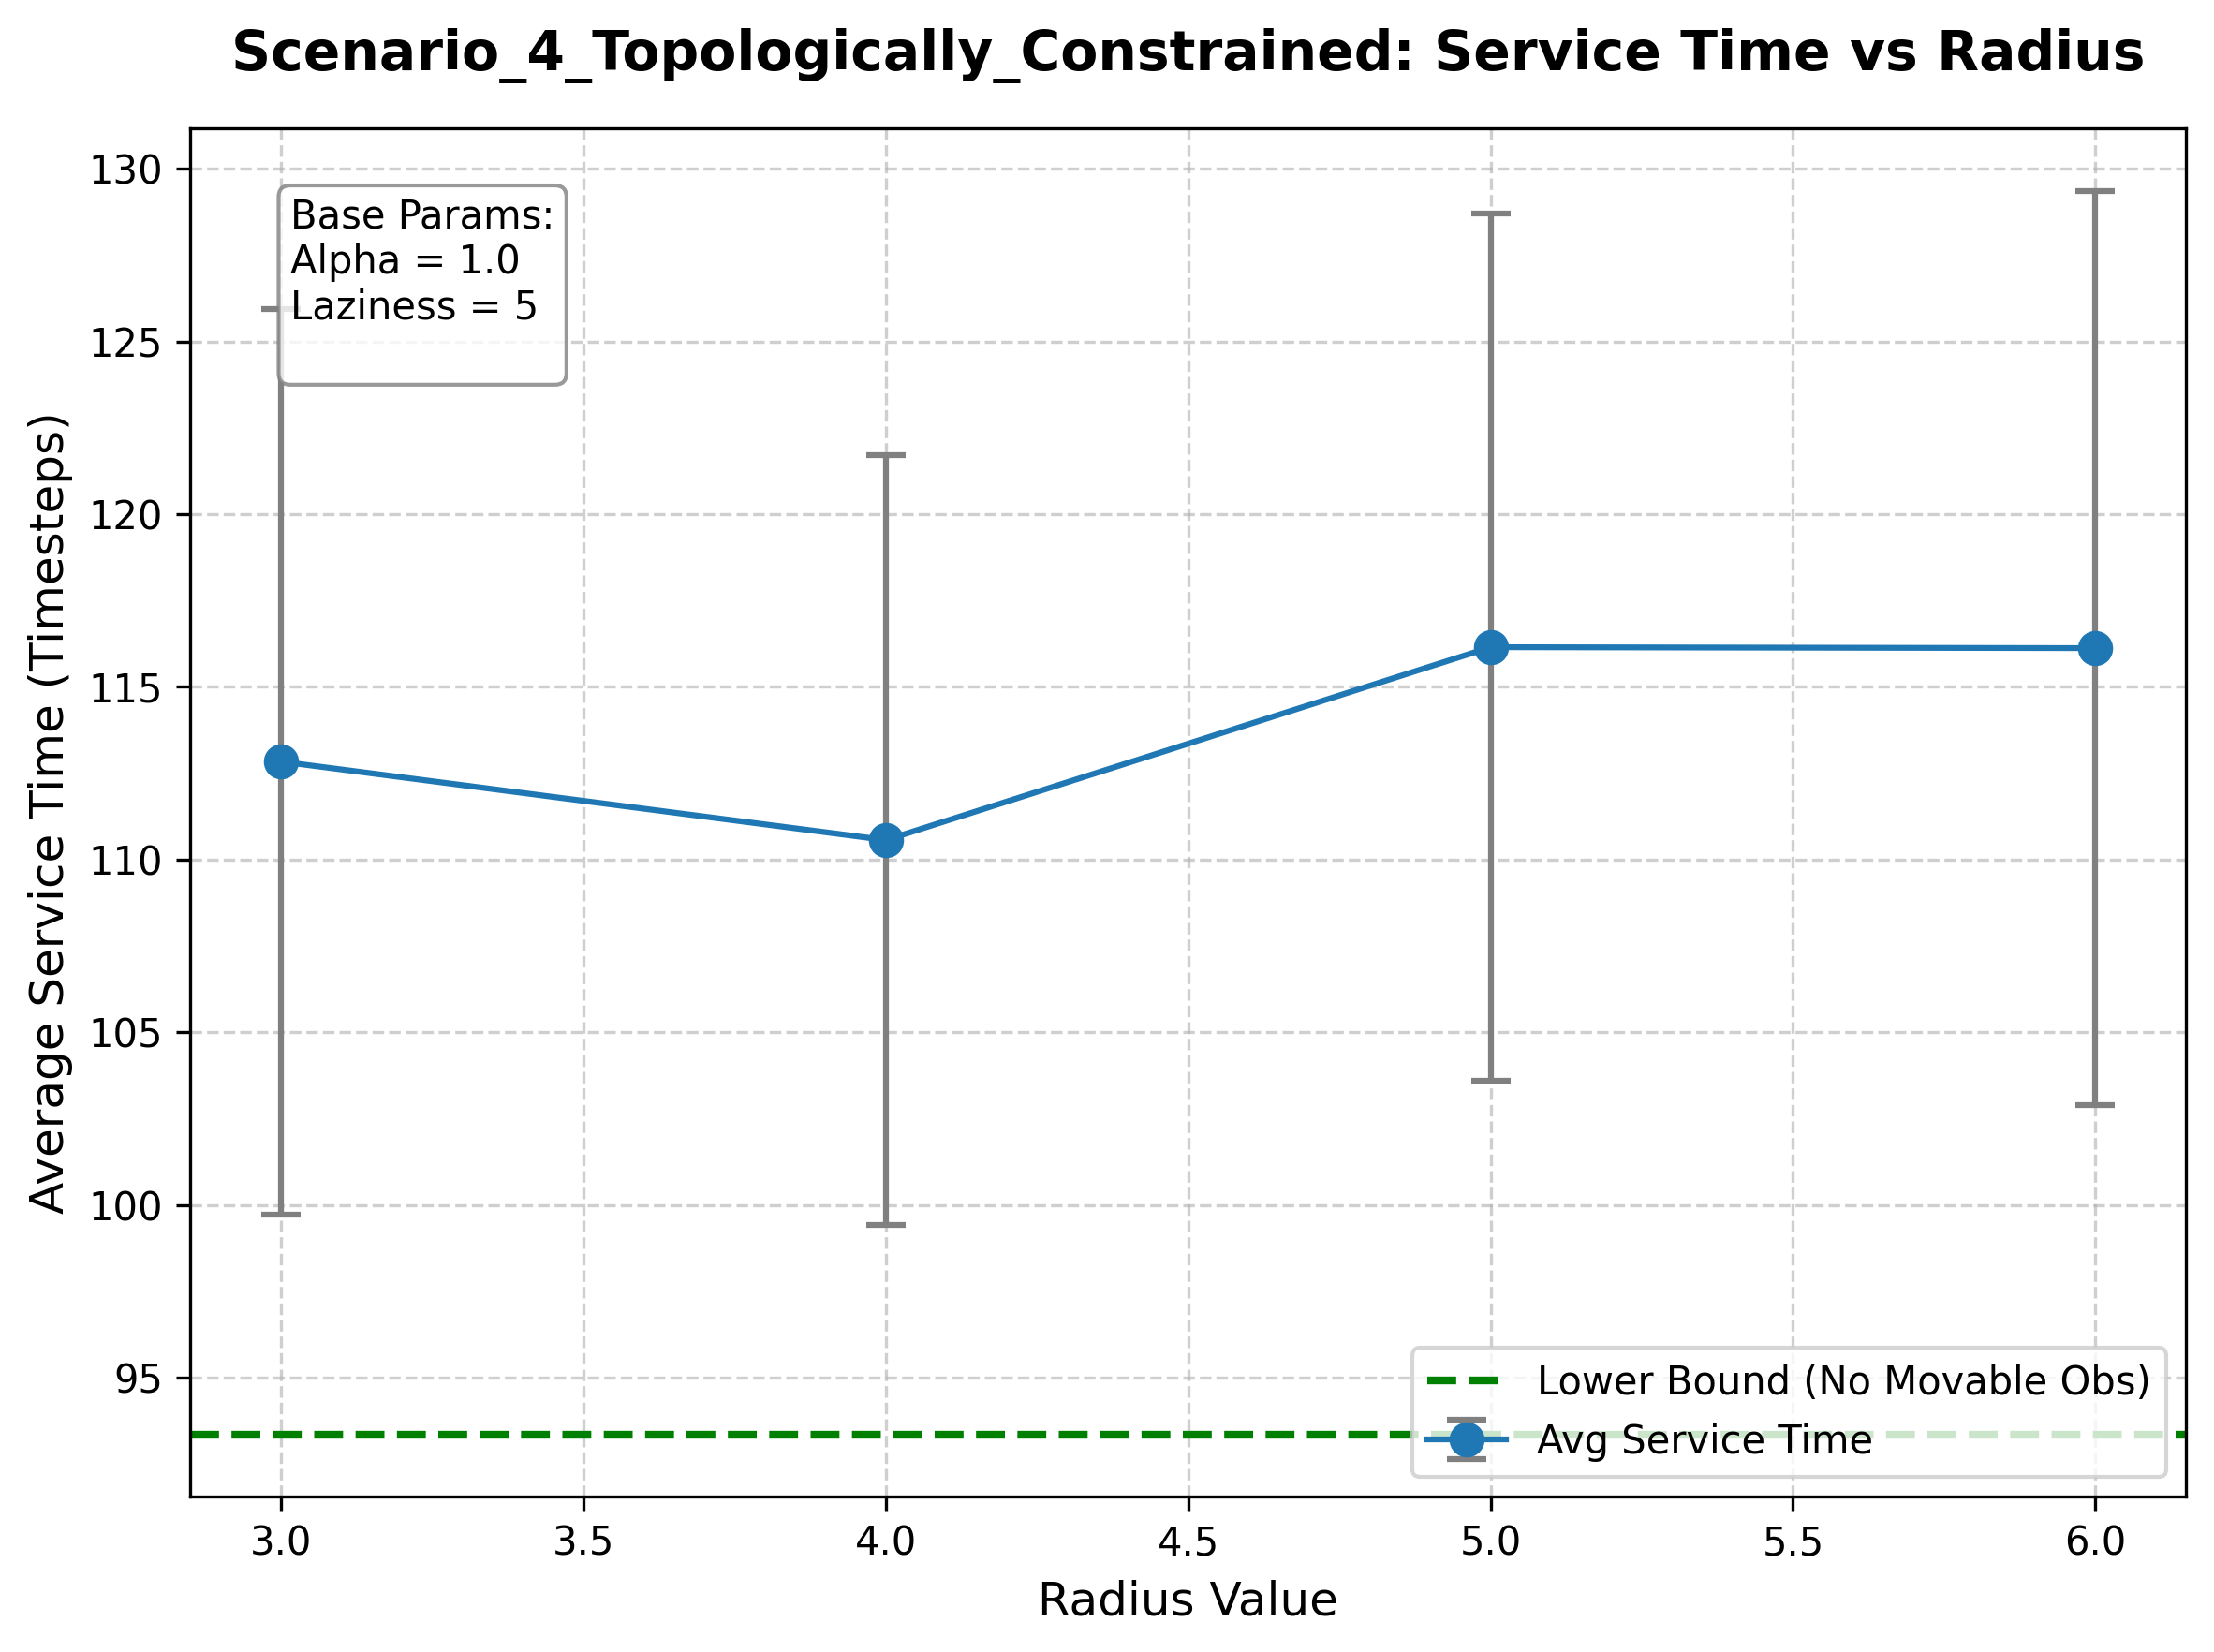 Scenario_4_Topologically_Constrained: Service Time vs Radius
Average Service Time (Timesteps)
130
125
120
115
110
105
100
95
Base Params:
Alpha = 1.0
Laziness = 5
Lower Bound (No Movable Obs)
Avg Service Time
3.0
3.5
4.0
4.5
5.0
5.5
6.0
Radius Value